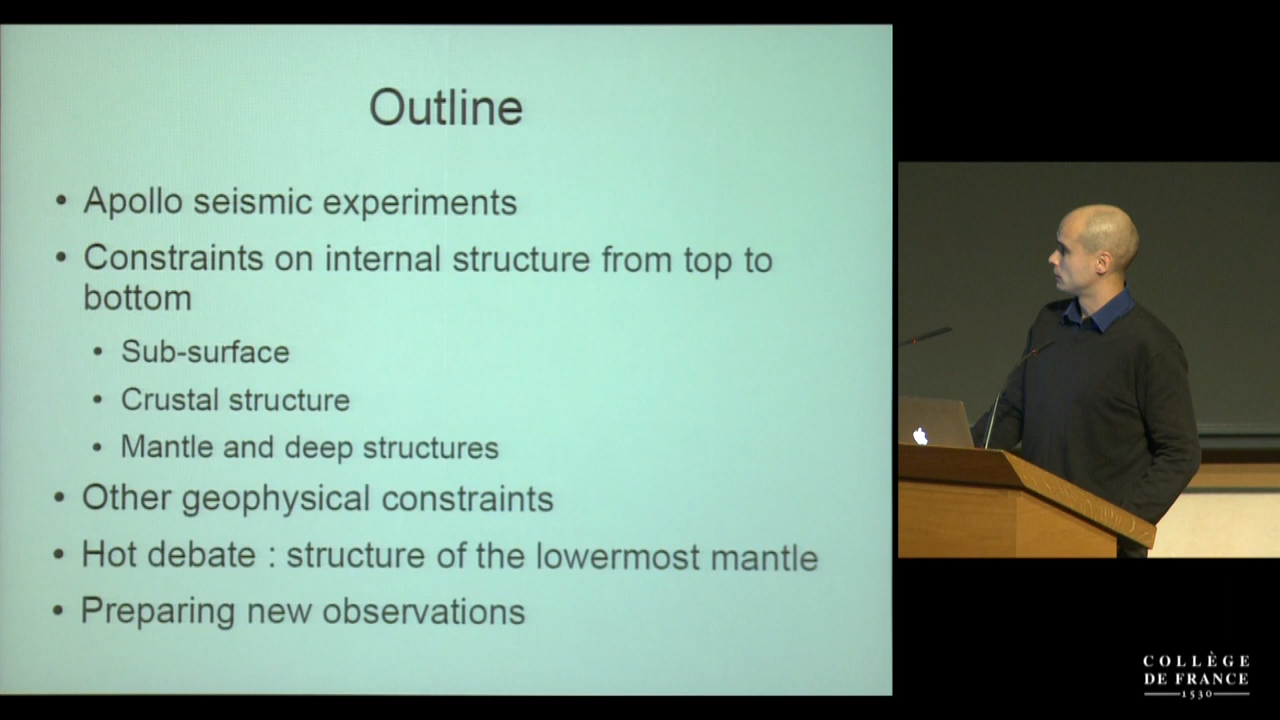 Outline
• Apollo seismic experiments
• Constraints on internal structure from top to
bottom
• Sub-surface
• Crustal structure
• Mantle and deep structures
• Other geophysical constraints
• Hot debate : structure of the lowermost mantle
• Preparing new observations
COLLÈGE
DE FRANCE
1530